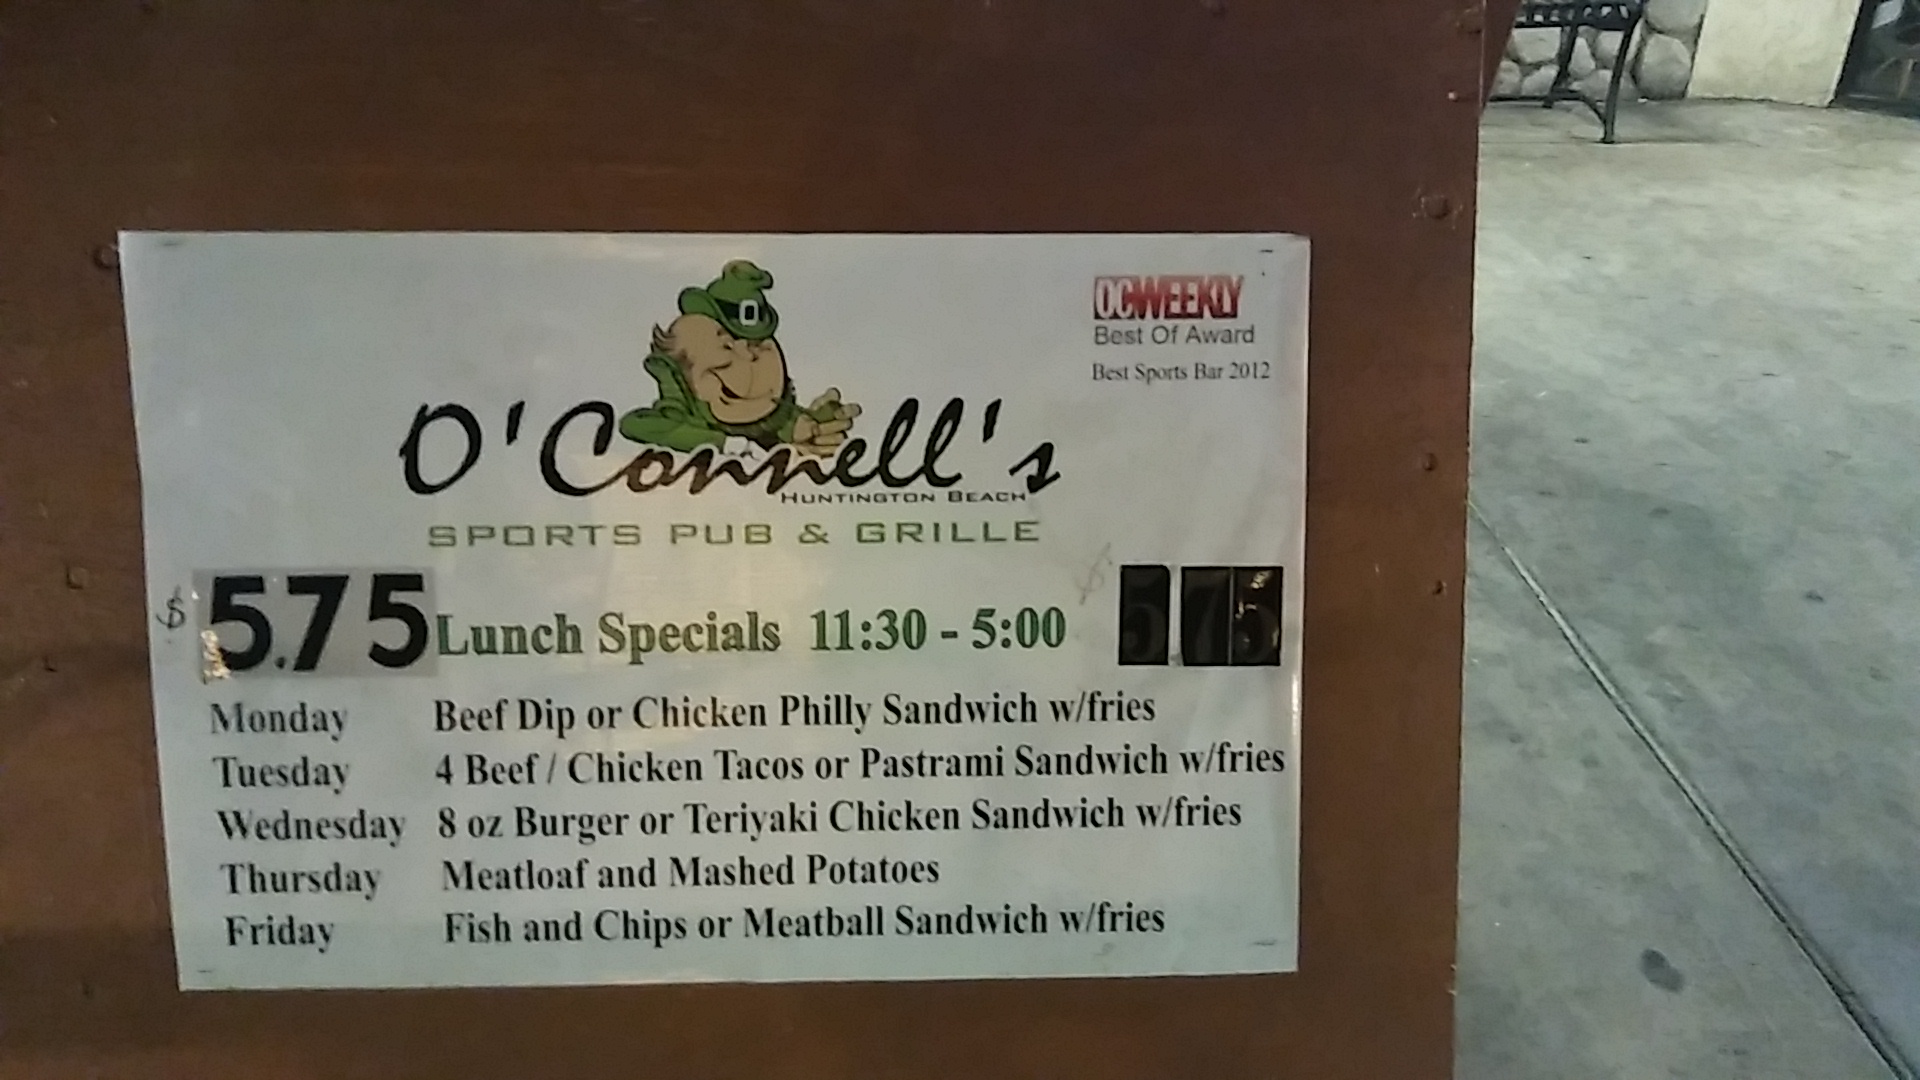 OCWEEKLY
Best Of Award
Best Sports Bar 2012
O'Connell's
HUNTINGTON BEACH
SPORTS PUB & GRILLE
$ 5.75 Lunch Specials 11:30 - 5:00 5.75
Monday Beef Dip or Chicken Philly Sandwich w/fries
Tuesday 4 Beef / Chicken Tacos or Pastrami Sandwich w/fries
Wednesday 8 oz Burger or Teriyaki Chicken Sandwich w/fries
Thursday Meatloaf and Mashed Potatoes
Friday Fish and Chips or Meatball Sandwich w/fries